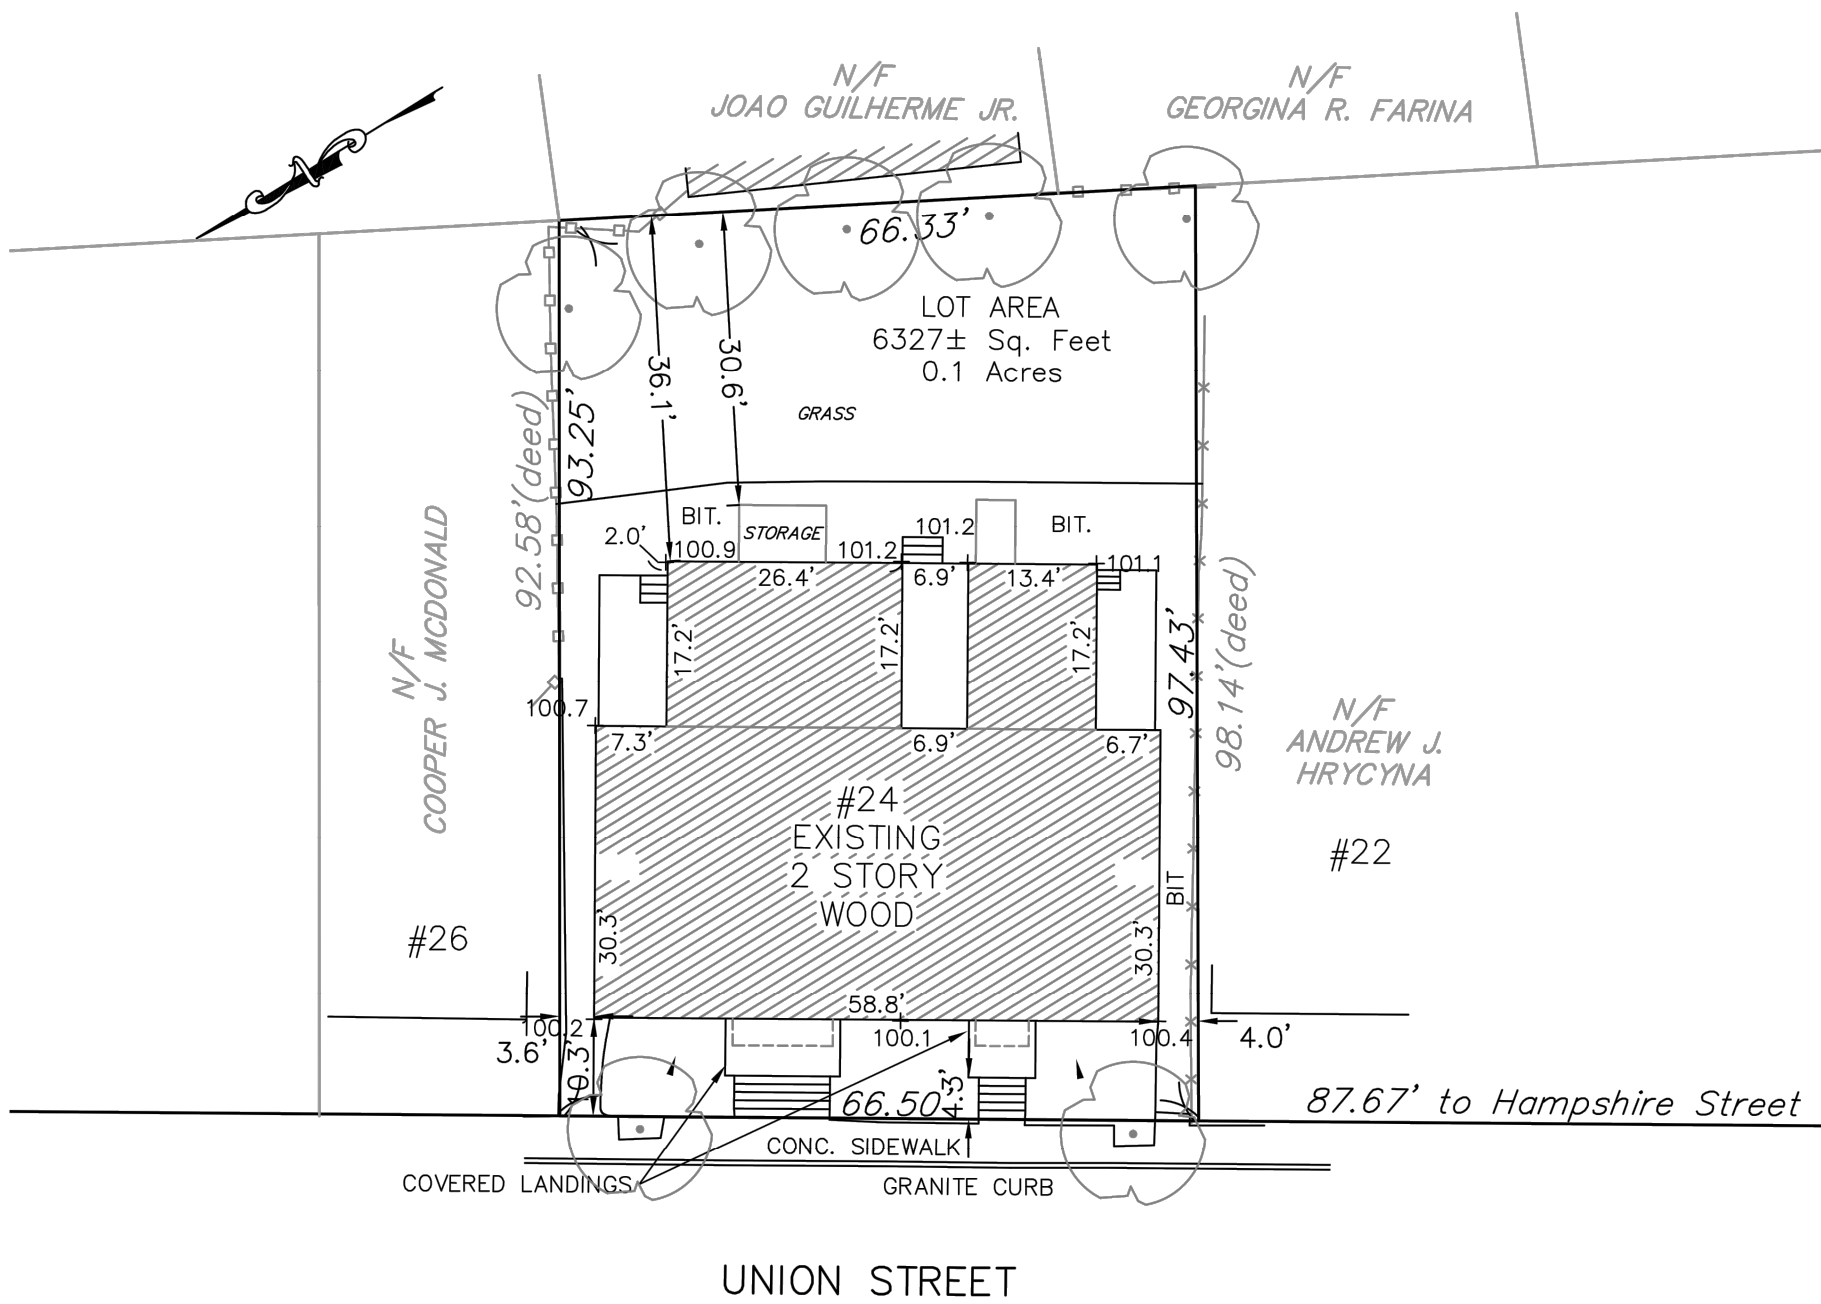 N/F
JOAO GUILHERME JR.
N/F
GEORGINA R. FARINA
N
66.33'
LOT AREA
6327± Sq. Feet
0.1 Acres
36.1'
30.6'
GRASS
92.58'(deed)
93.25'
BIT.
STORAGE
101.2
BIT.
2.0'
100.9
101.2
101.1
26.4'
6.9'
13.4'
17.2'
17.2'
17.2'
97.43'
98.14'(deed)
N/F
COOPER J. MCDONALD
100.7
7.3'
6.9'
6.7'
N/F
ANDREW J.
HRYCYNA
#24
EXISTING
2 STORY
WOOD
#22
BIT
#26
30.3'
30.3'
58.8'
100.2
100.1
100.4
3.6'
4.0'
10.3'
66.50'
4.3'
87.67' to Hampshire Street
CONC. SIDEWALK
COVERED LANDINGS
GRANITE CURB
UNION STREET